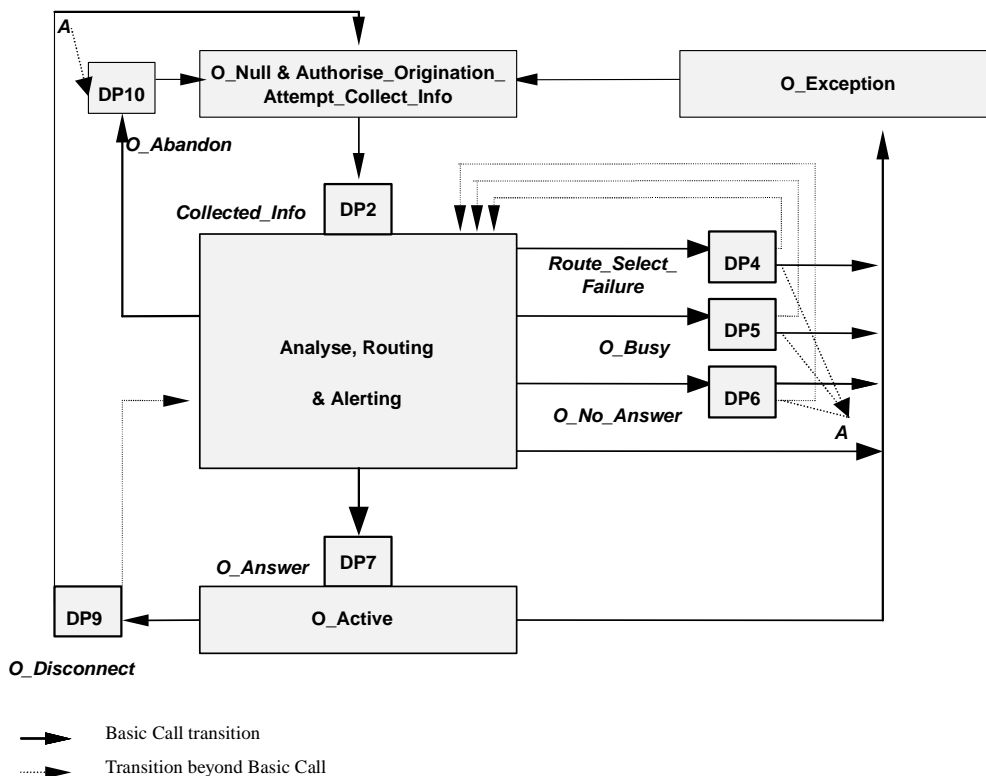 A
O_Null & Authorise_Origination_
Attempt_Collect_Info
O_Exception
DP10
O_Abandon
Collected_Info
DP2
DP4
Route_Select_
Failure
DP5
O_Busy
Analyse, Routing
& Alerting
DP6
O_No_Answer
A
O_Answer
DP7
DP9
O_Active
O_Disconnect
Basic Call transition
Transition beyond Basic Call